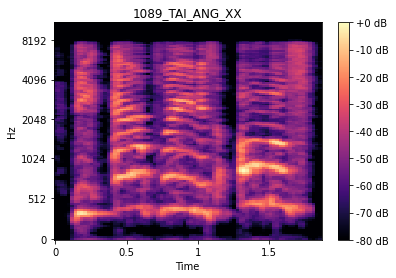 1089_TAI_ANG_XX
+0 dB
8192
-10 dB
4096
-20 dB
-30 dB
2048
Hz
-40 dB
1024
-50 dB
512
-60 dB
-70 dB
0
-80 dB
0
0.5
1
1.5
Time